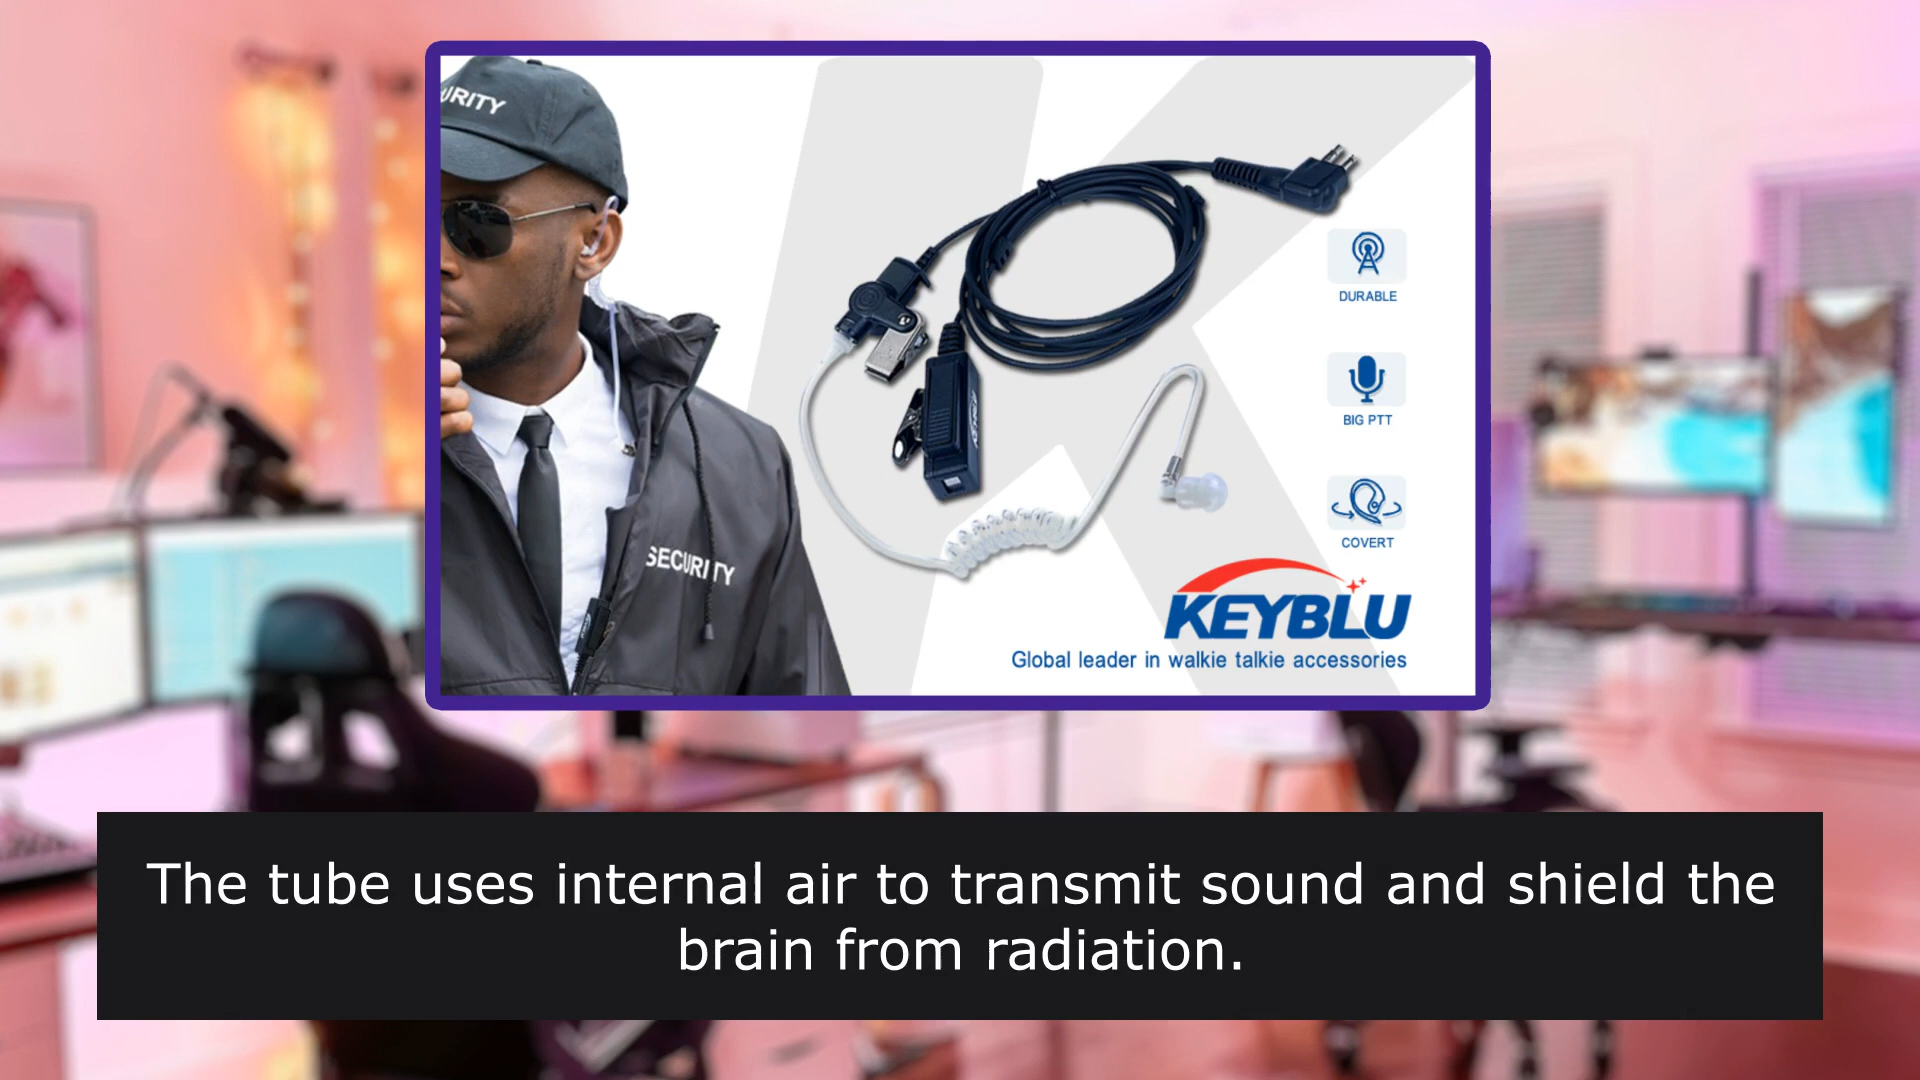 URITY
SECURITY
DURABLE
BIG PTT
COVERT
KEYBLU
Global leader in walkie talkie accessories
The tube uses internal air to transmit sound and shield the
brain from radiation.